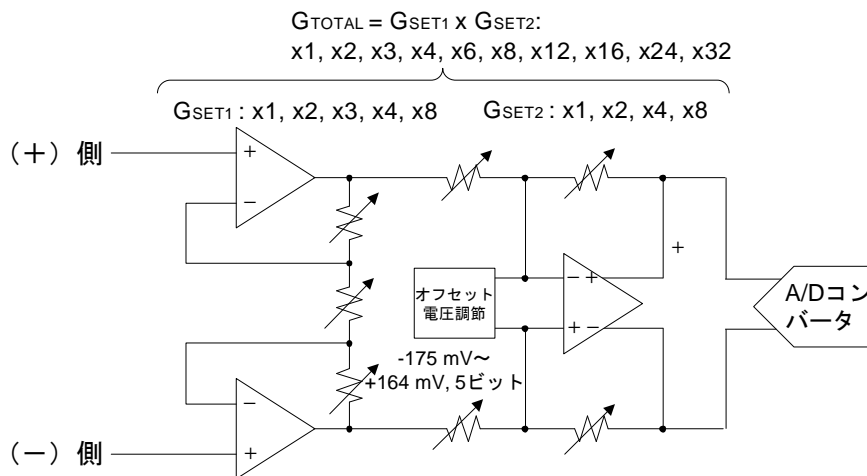 GTOTAL = GSET1 x GSET2:
x1, x2, x3, x4, x6, x8, x12, x16, x24, x32
GSET1 : x1, x2, x3, x4, x8
GSET2 : x1, x2, x4, x8
（＋）側
+
−
− +
+
オフセット
電圧調節
+ −
A/Dコン
バータ
-175 mV～
+164 mV, 5ビット
−
+
（－）側